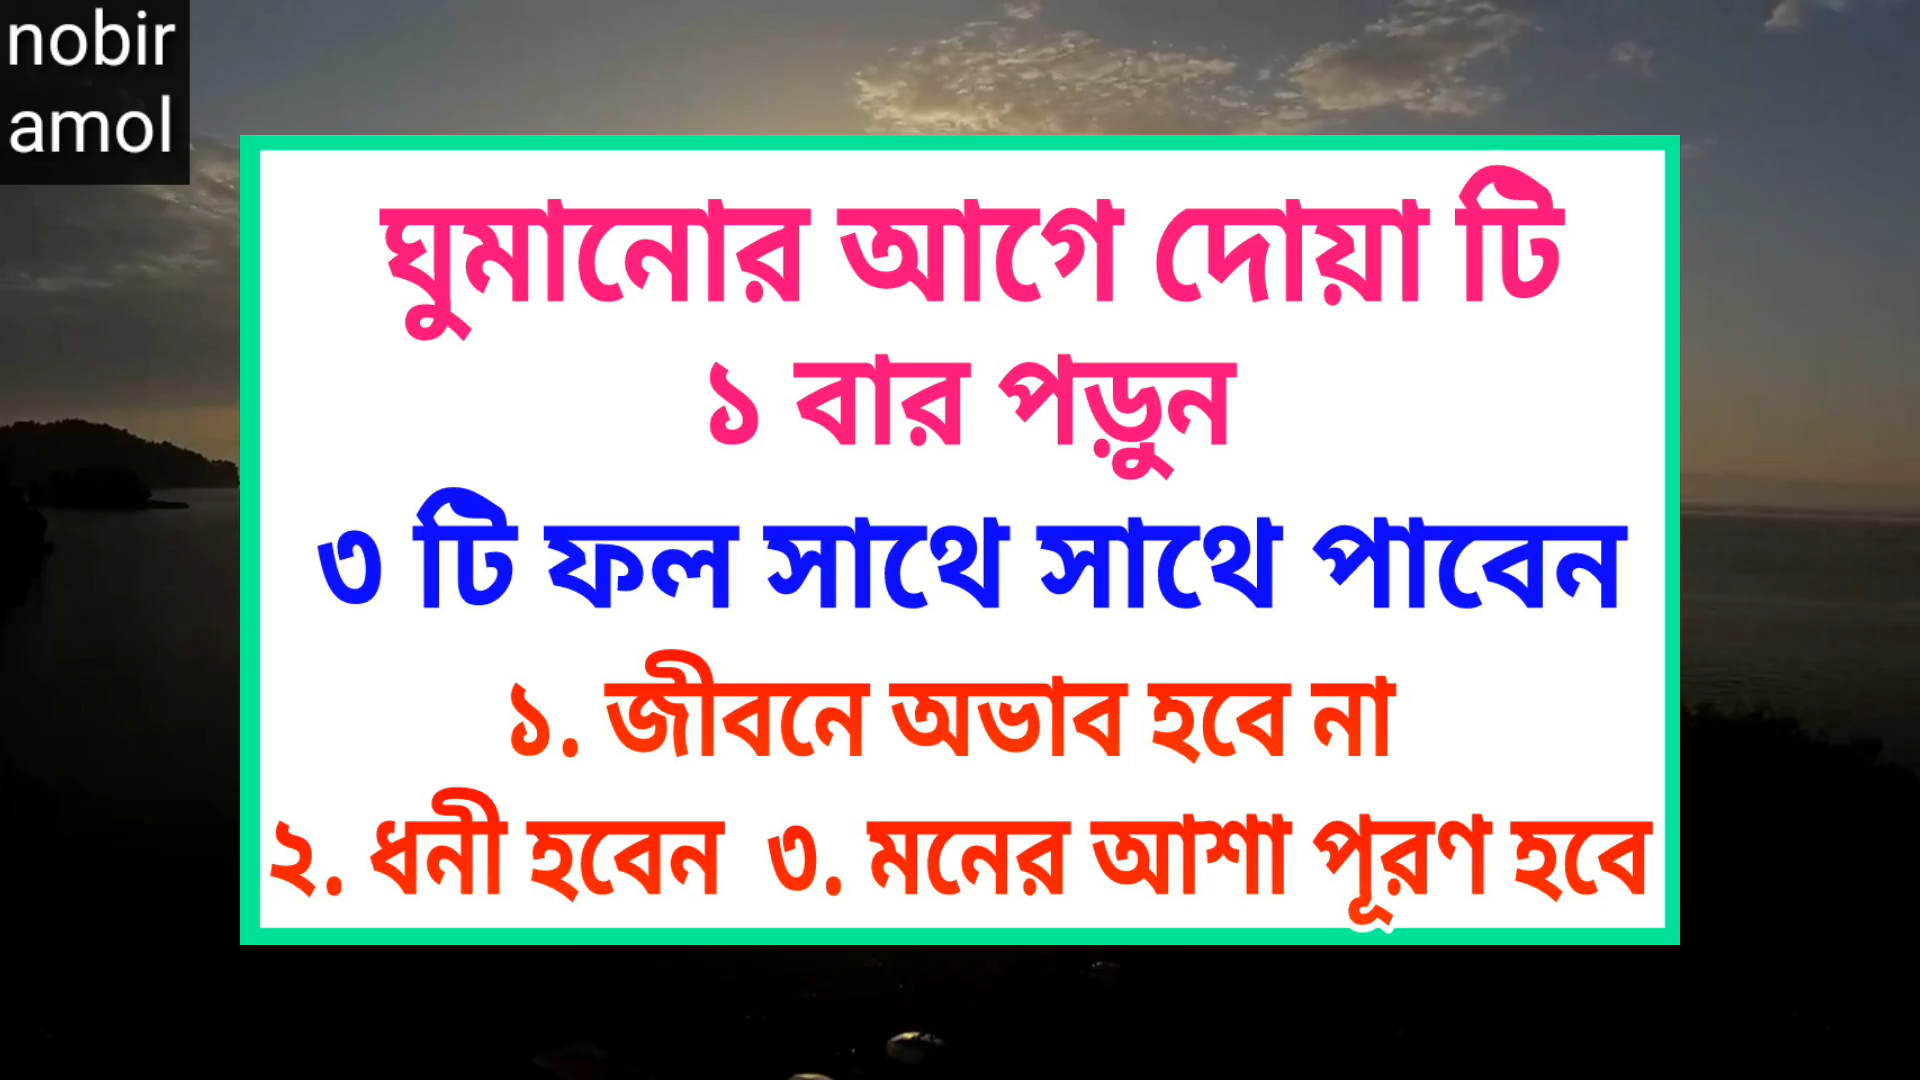 nobir
amol
ঘুমানোর আগে দোয়া টি
১ বার পড়ুন
৩ টি ফল সাথে সাথে পাবেন
১. জীবনে অভাব হবে না
২. ধনী হবেন ৩. মনের আশা পূরণ হবে